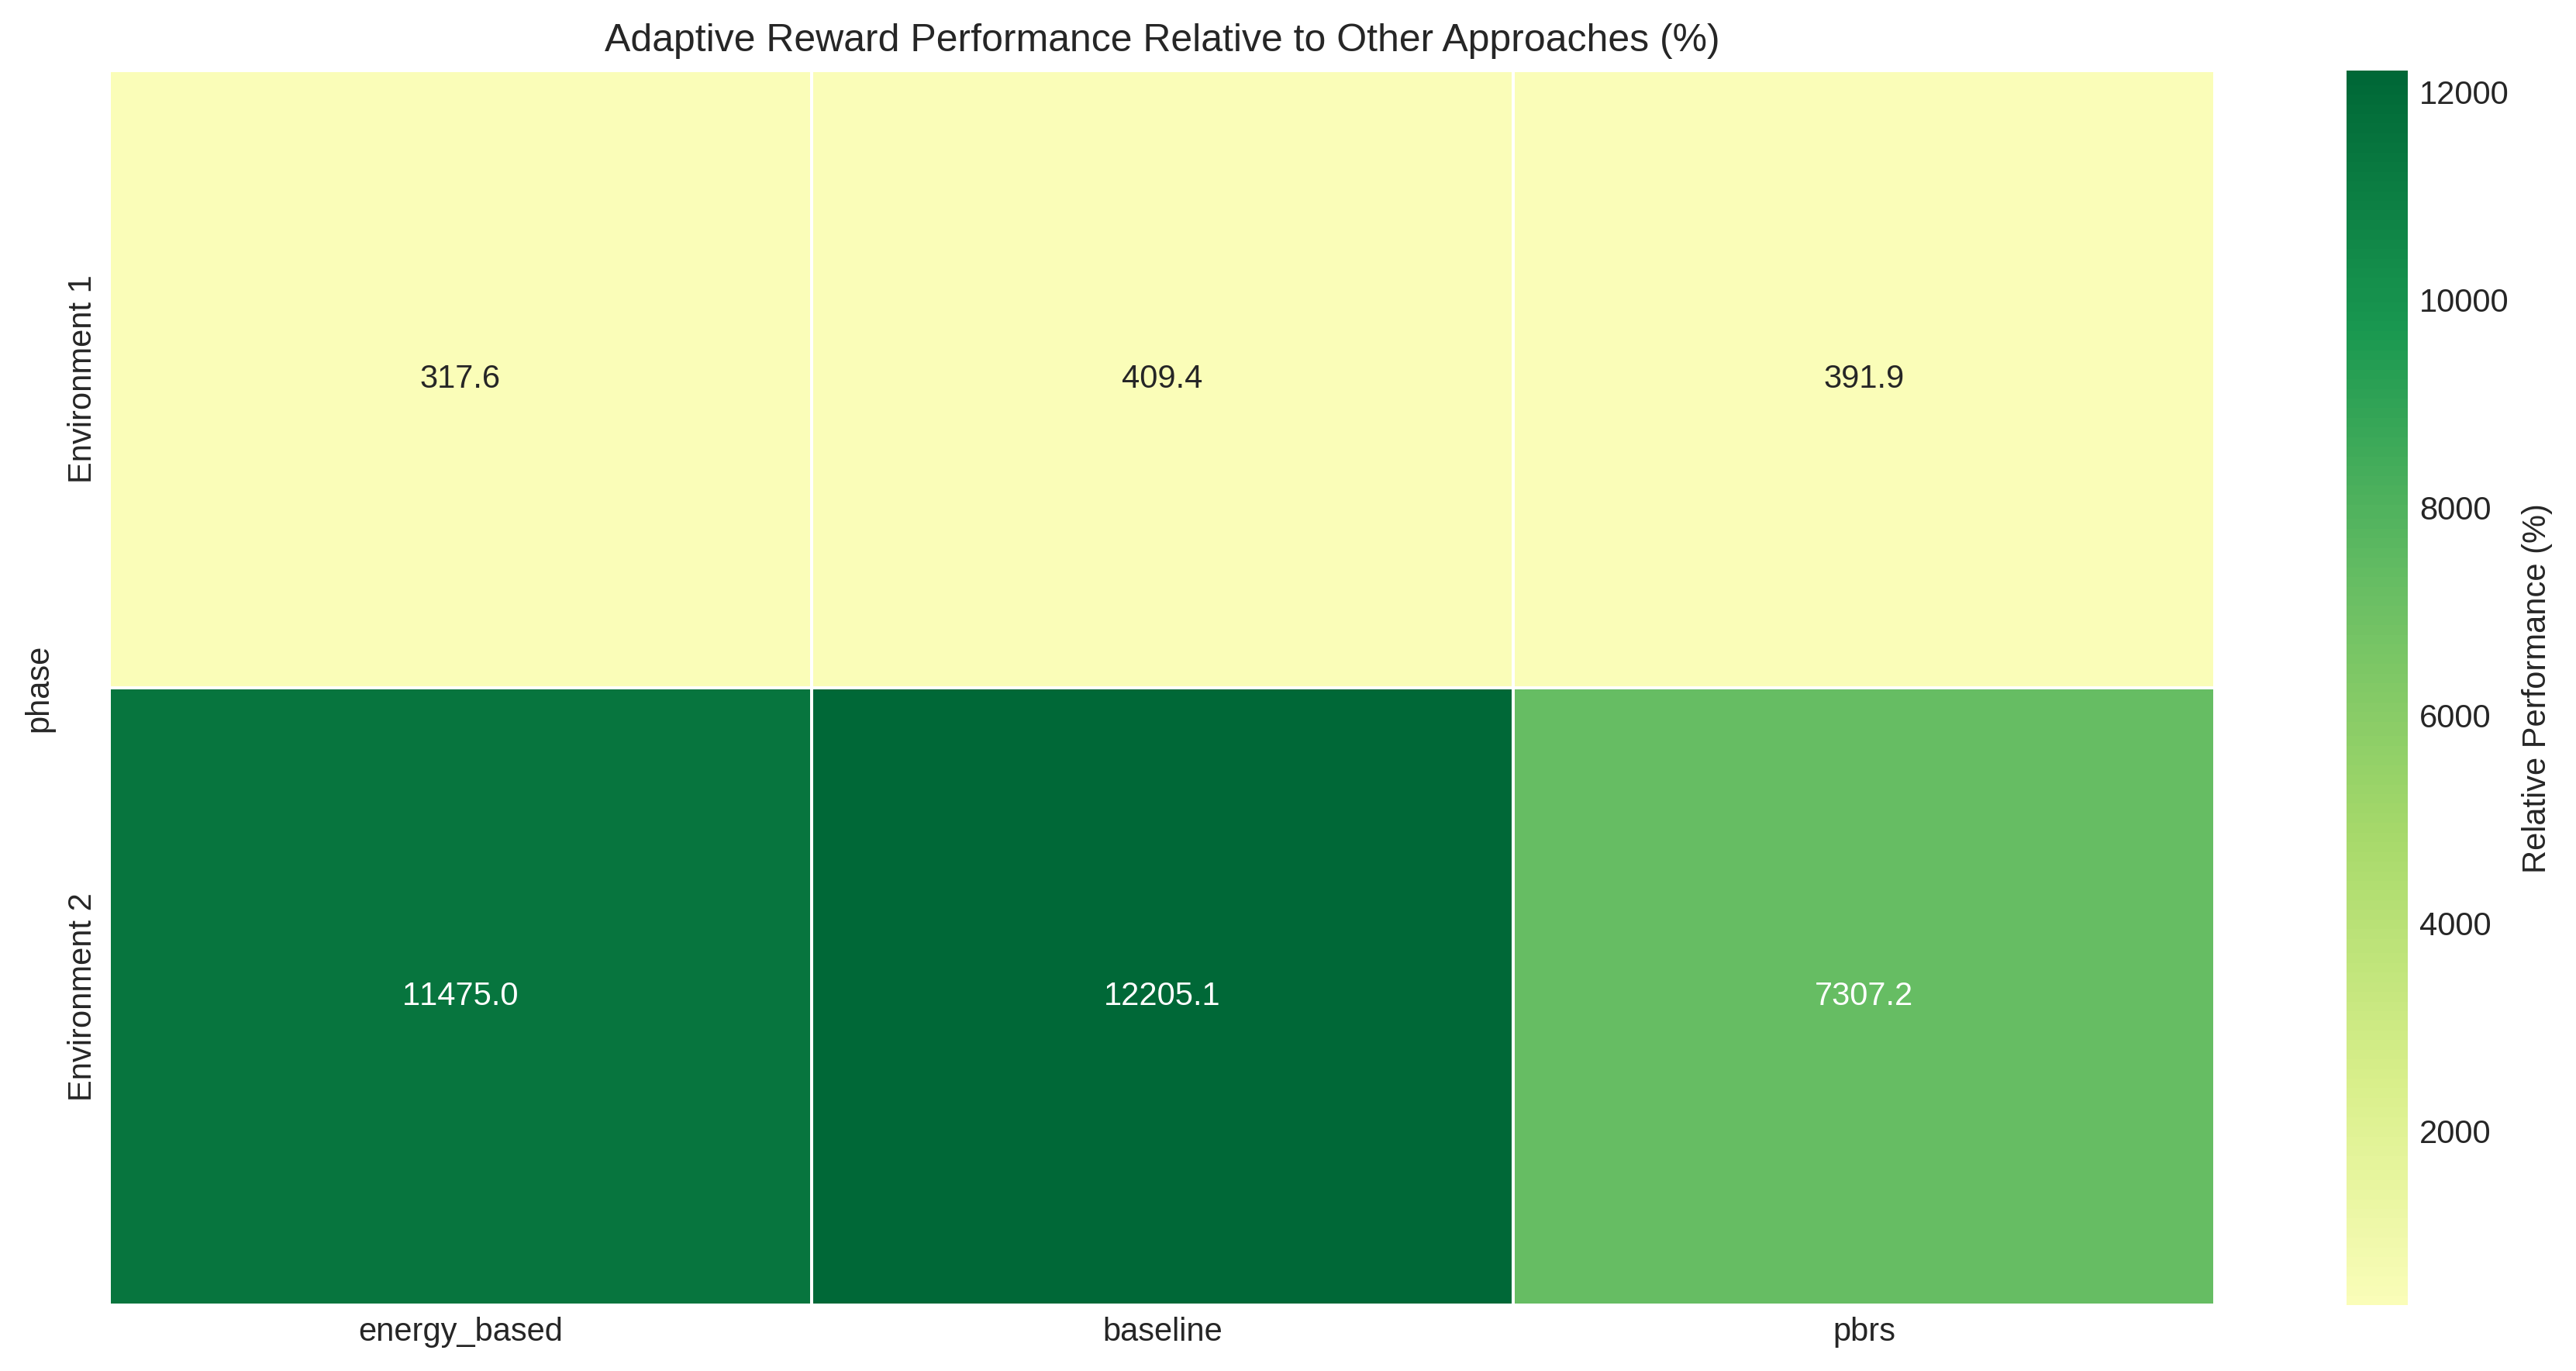 Adaptive Reward Performance Relative to Other Approaches (%)
phase
Environment 1
317.6
409.4
391.9
Environment 2
11475.0
12205.1
7307.2
energy_based
baseline
pbrs
12000
10000
8000
6000
4000
2000
Relative Performance (%)